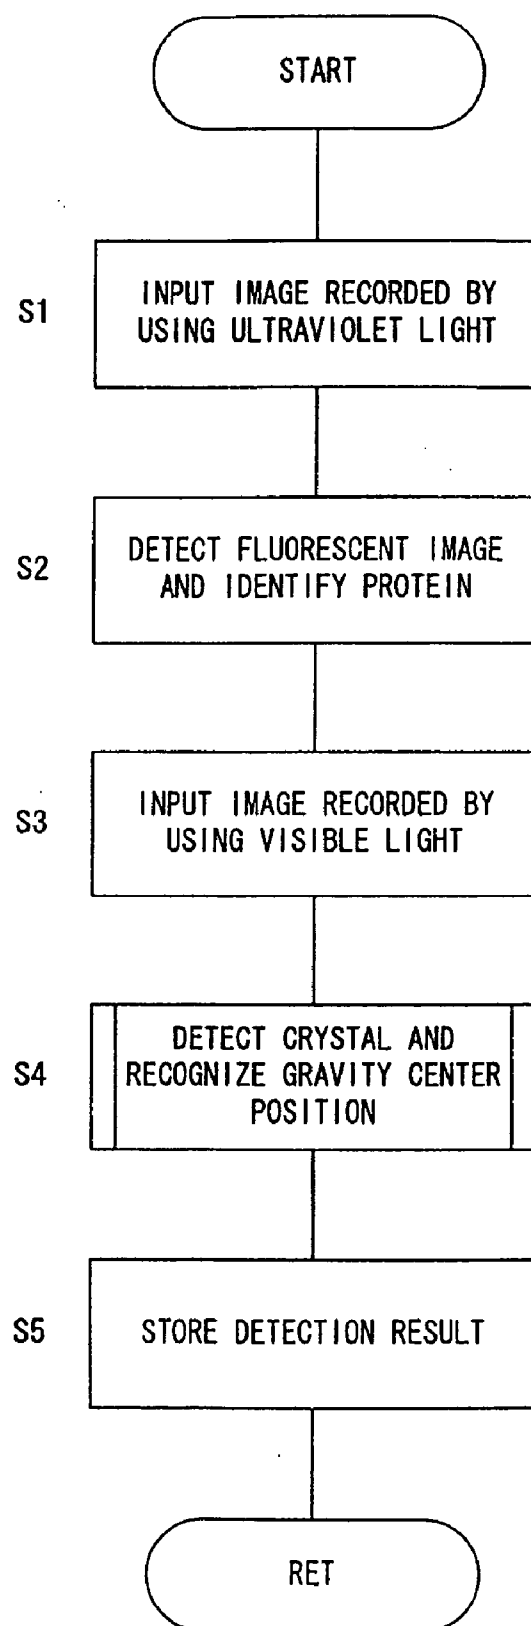 START
S1
INPUT IMAGE RECORDED BY
USING ULTRAVIOLET LIGHT
S2
DETECT FLUORESCENT IMAGE
AND IDENTIFY PROTEIN
S3
INPUT IMAGE RECORDED BY
USING VISIBLE LIGHT
S4
DETECT CRYSTAL AND
RECOGNIZE GRAVITY CENTER
POSITION
S5
STORE DETECTION RESULT
RET